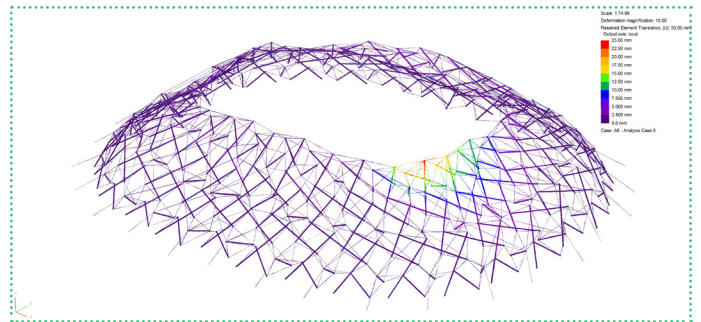 Scale: 1:74.89
Deformation magnification: 10.00
Resolved Element Translation, |U|: 50.00 mm
Output axis: local
25.00 mm
22.50 mm
20.00 mm
17.50 mm
15.00 mm
12.50 mm
10.00 mm
7.500 mm
5.000 mm
2.500 mm
0.0 mm
Case: A6 : Analysis Case 6